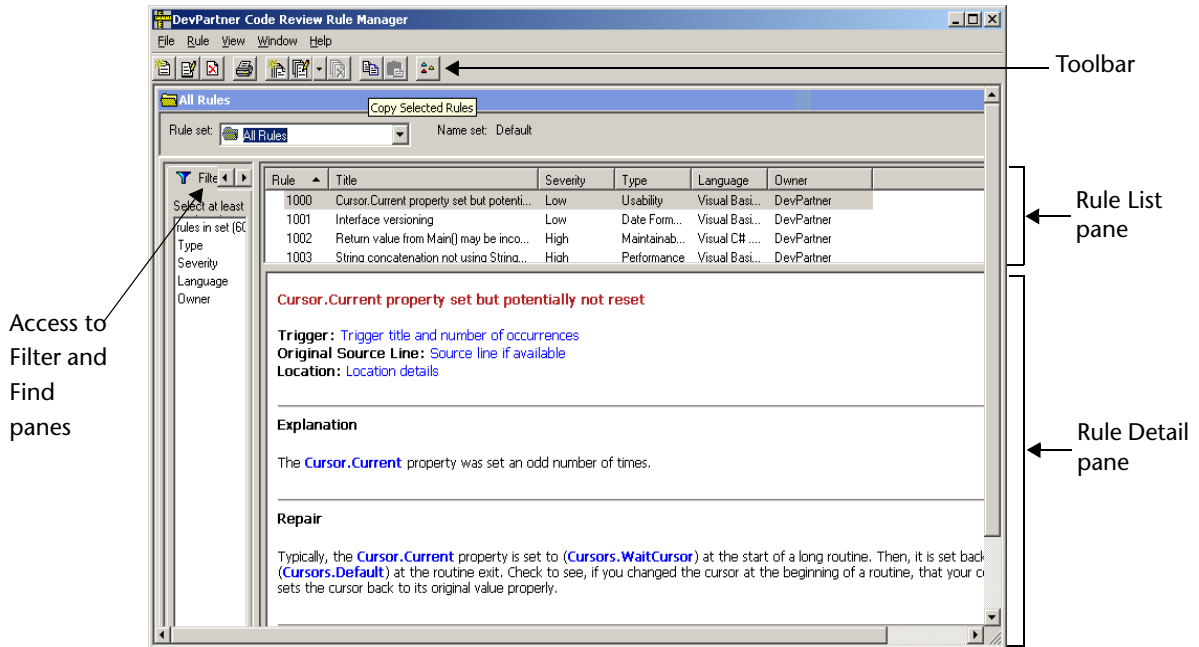 DevPartner Code Review Rule Manager
File Rule View Window Help
Toolbar
Copy Selected Rules
All Rules
Rule set: All Rules Name set: Default
Filte
Select at least
rules in set (60
Type
Severity
Language
Owner
Rule Title Severity Type Language Owner
1000 Cursor.Current property set but potenti... Low Usability Visual Basi... DevPartner
1001 Interface versioning Low Date Form... Visual Basi... DevPartner
1002 Return value from Main() may be inco... High Maintainab... Visual C# .... DevPartner
1003 String concatenation not using String... High Performance Visual Basi... DevPartner
Rule List
pane
Cursor.Current property set but potentially not reset
Trigger: Trigger title and number of occurrences
Original Source Line: Source line if available
Location: Location details
Access to
Filter and
Find
panes
Explanation
The Cursor.Current property was set an odd number of times.
Rule Detail
pane
Repair
Typically, the Cursor.Current property is set to (Cursors.WaitCursor) at the start of a long routine. Then, it is set back
(Cursors.Default) at the routine exit. Check to see, if you changed the cursor at the beginning of a routine, that your c
sets the cursor back to its original value properly.